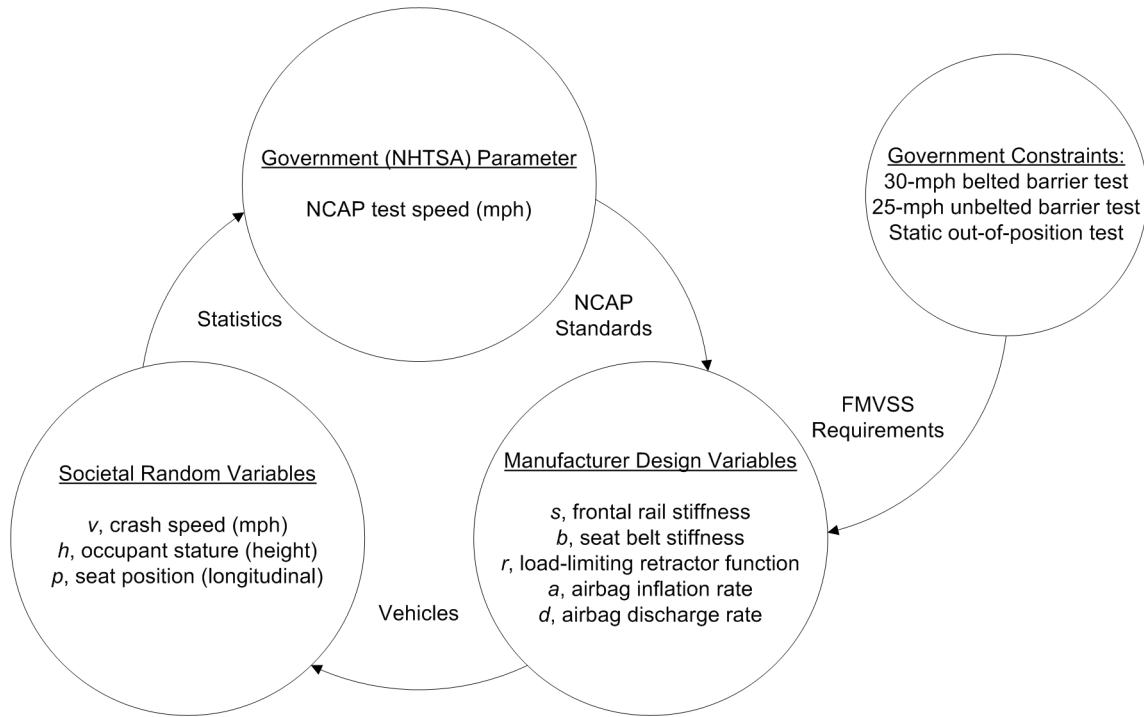 Government (NHTSA) Parameter
NCAP test speed (mph)
Government Constraints:
30-mph belted barrier test
25-mph unbelted barrier test
Static out-of-position test
Statistics
NCAP
Standards
FMVSS
Requirements
Societal Random Variables
v, crash speed (mph)
h, occupant stature (height)
p, seat position (longitudinal)
Manufacturer Design Variables
s, frontal rail stiffness
b, seat belt stiffness
r, load-limiting retractor function
a, airbag inflation rate
d, airbag discharge rate
Vehicles